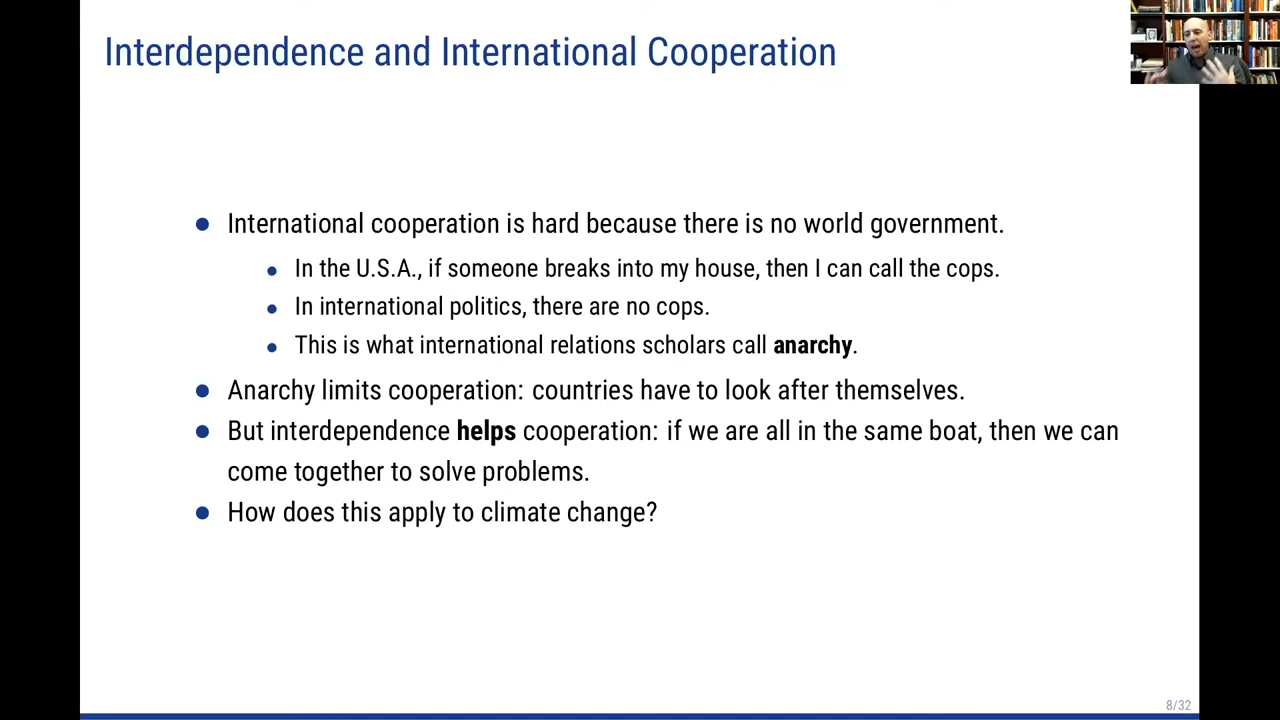 Interdependence and International Cooperation
International cooperation is hard because there is no world government.
In the U.S.A., if someone breaks into my house, then I can call the cops.
In international politics, there are no cops.
This is what international relations scholars call anarchy.
Anarchy limits cooperation: countries have to look after themselves.
But interdependence helps cooperation: if we are all in the same boat, then we can
come together to solve problems.
How does this apply to climate change?
8/32